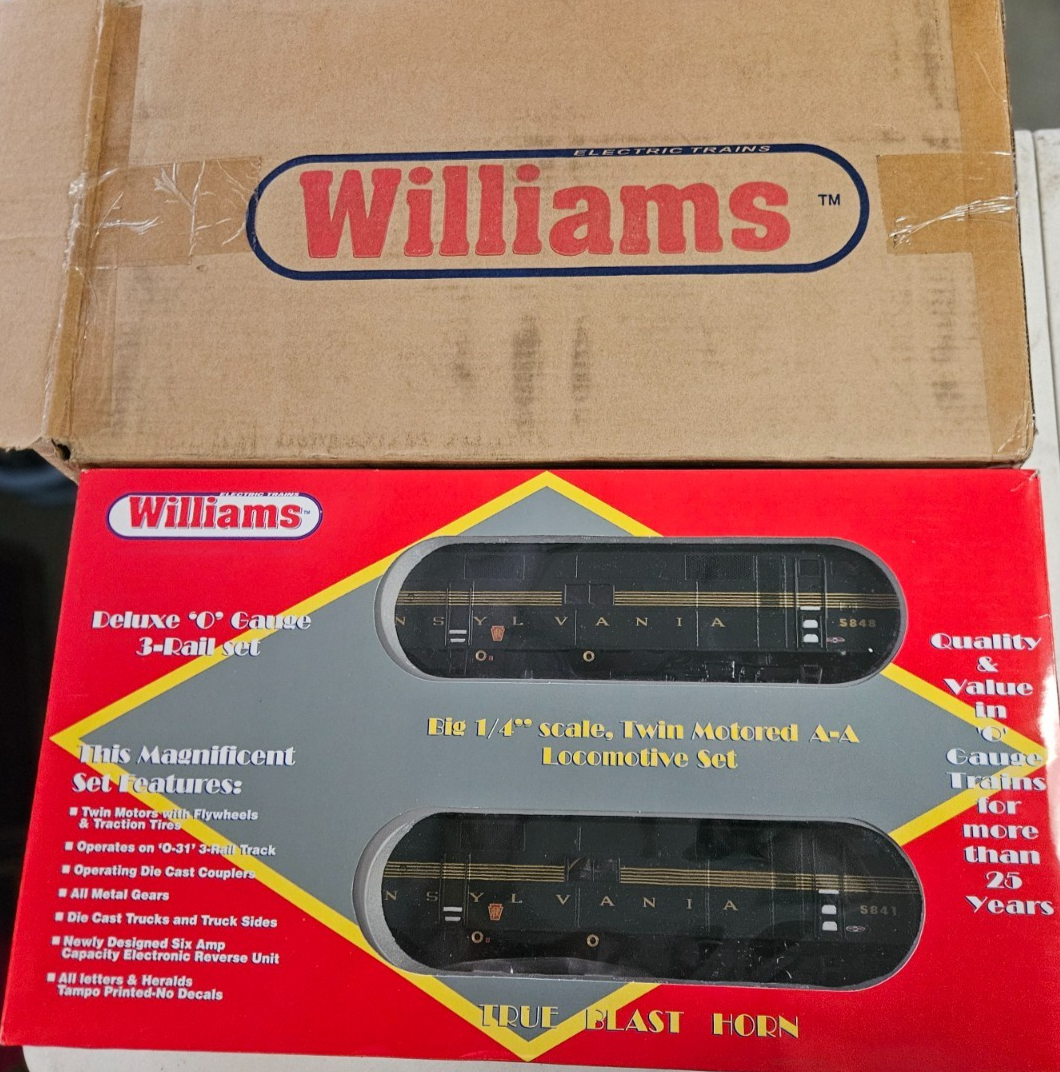 ELECTRIC TRAINS
Williams TM
ELECTRIC TRAINS
Williams TM
Deluxe 'O' Gauge
3-Rail set
This Magnificent
Set Features:
■ Twin Motors with Flywheels
& Traction Tires
■ Operates on 'O-31' 3-Rail Track
■ Operating Die Cast Couplers
■ All Metal Gears
■ Die Cast Trucks and Truck Sides
■ Newly Designed Six Amp
Capacity Electronic Reverse Unit
■ All letters & Heralds
Tampo Printed-No Decals
NSYLVANIA 5848
Big 1/4" scale, Twin Motored A-A
Locomotive Set
NSYLVANIA 5841
TRUE BLAST HORN
Quality
&
Value
in
'O'
Gauge
Trains
for
more
than
25
Years